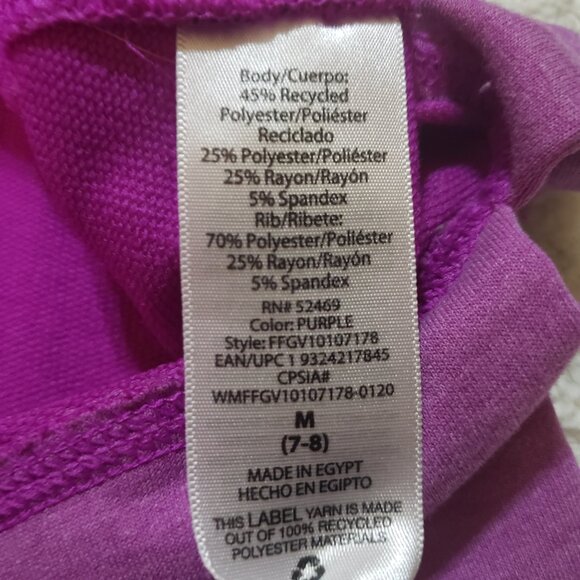 Body/Cuerpo:
45% Recycled
Polyester/Poliéster
Reciclado
25% Polyester/Poliéster
25% Rayon/Rayón
5% Spandex
Rib/Ribete:
70% Polyester/Poliéster
25% Rayon/Rayón
5% Spandex
RN# 52469
Color: PURPLE
Style: FFGV10107178
EAN/UPC 1 9324217845
CPSIA#
WMFFGV10107178-0120
M
(7-8)
MADE IN EGYPT
HECHO EN EGIPTO
THIS LABEL YARN IS MADE
OUT OF 100% RECYCLED
POLYESTER MATERIALS